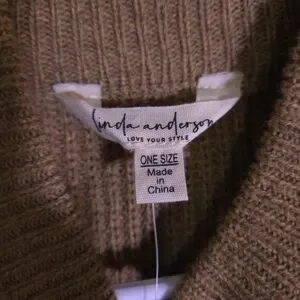 linda anderson
LOVE YOUR STYLE
ONE SIZE
Made
in
China